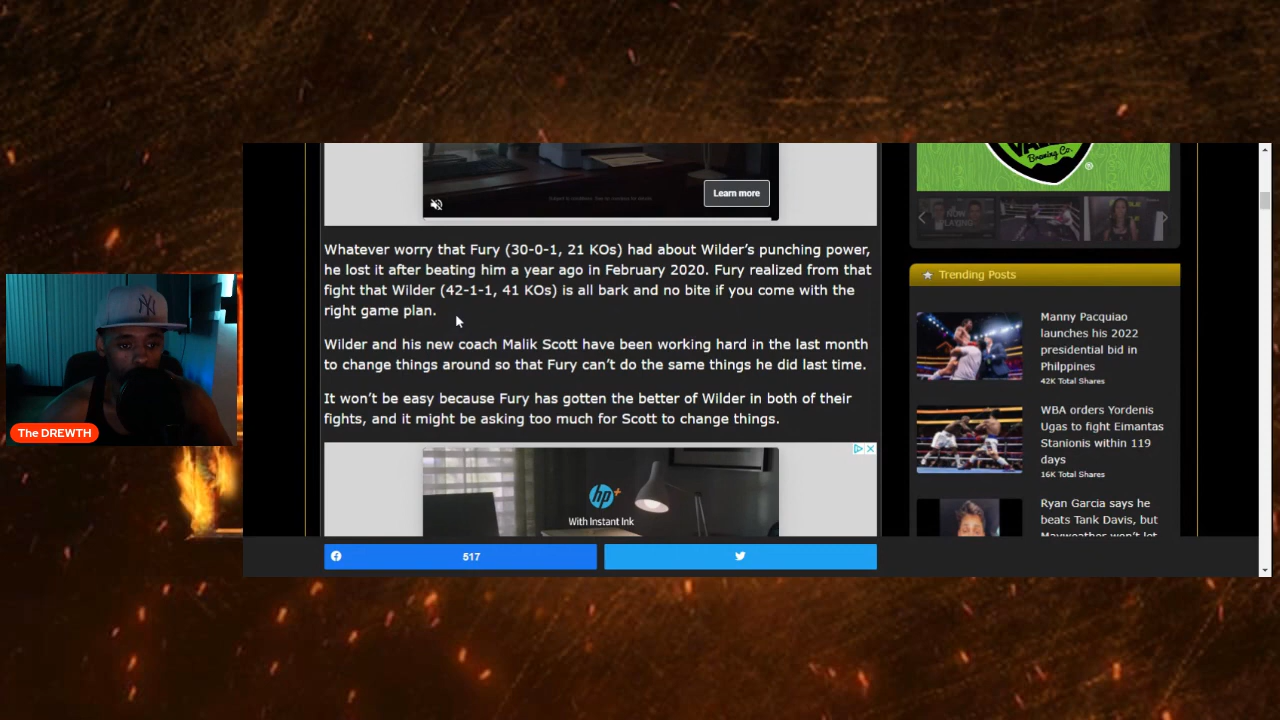 Brewing Co.
Learn more
NOW
PLAYING
Whatever worry that Fury (30-0-1, 21 KOs) had about Wilder's punching power,
he lost it after beating him a year ago in February 2020. Fury realized from that
fight that Wilder (42-1-1, 41 KOs) is all bark and no bite if you come with the
right game plan.
Wilder and his new coach Malik Scott have been working hard in the last month
to change things around so that Fury can't do the same things he did last time.
It won't be easy because Fury has gotten the better of Wilder in both of their
fights, and it might be asking too much for Scott to change things.
hp+
With Instant Ink
517
Trending Posts
Manny Pacquiao
launches his 2022
presidential bid in
Philppines
42K Total Shares
WBA orders Yordenis
Ugas to fight Eimantas
Stanionis within 119
days
16K Total Shares
Ryan Garcia says he
beats Tank Davis, but
Mayweather won't let
The DREWTH